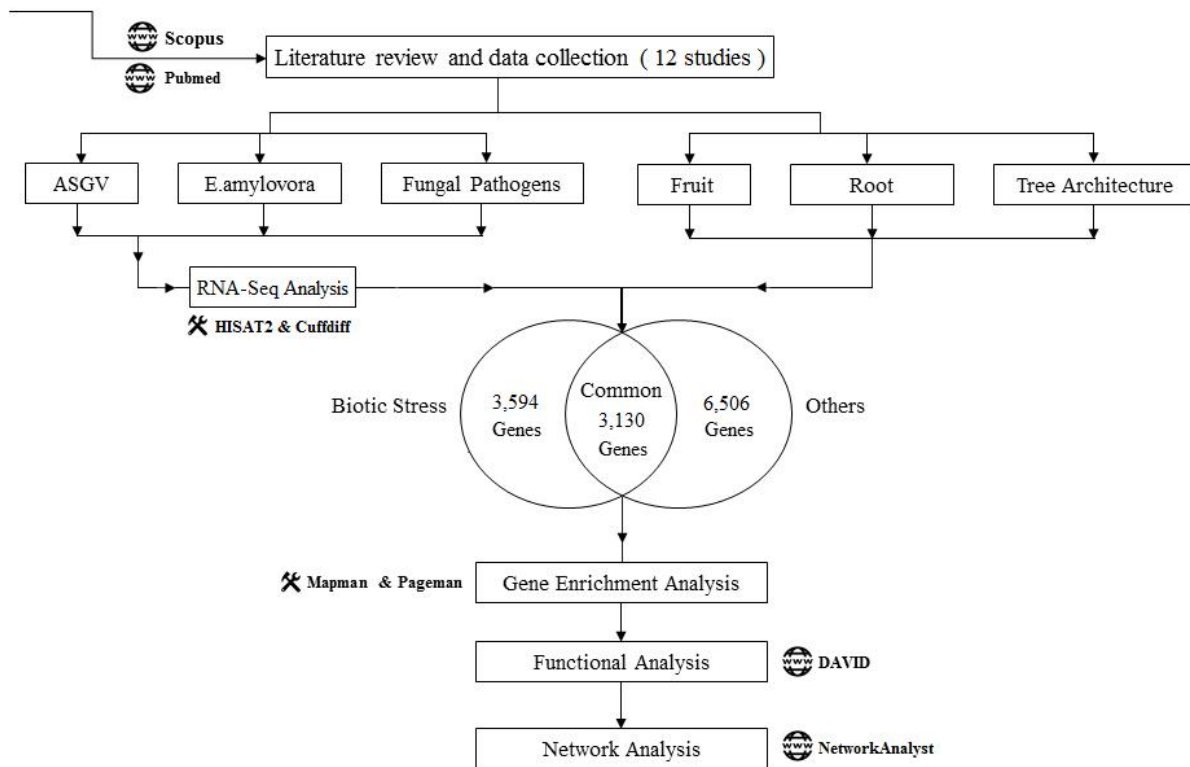 Scopus
Pubmed
Literature review and data collection ( 12 studies )
ASGV
E.amylovora
Fungal Pathogens
Fruit
Root
Tree Architecture
RNA-Seq Analysis
HISAT2 & Cuffdiff
Biotic Stress
3,594
Genes
Common
3,130
Genes
6,506
Genes
Others
Mapman & Pageman
Gene Enrichment Analysis
Functional Analysis
www DAVID
Network Analysis
www NetworkAnalyst